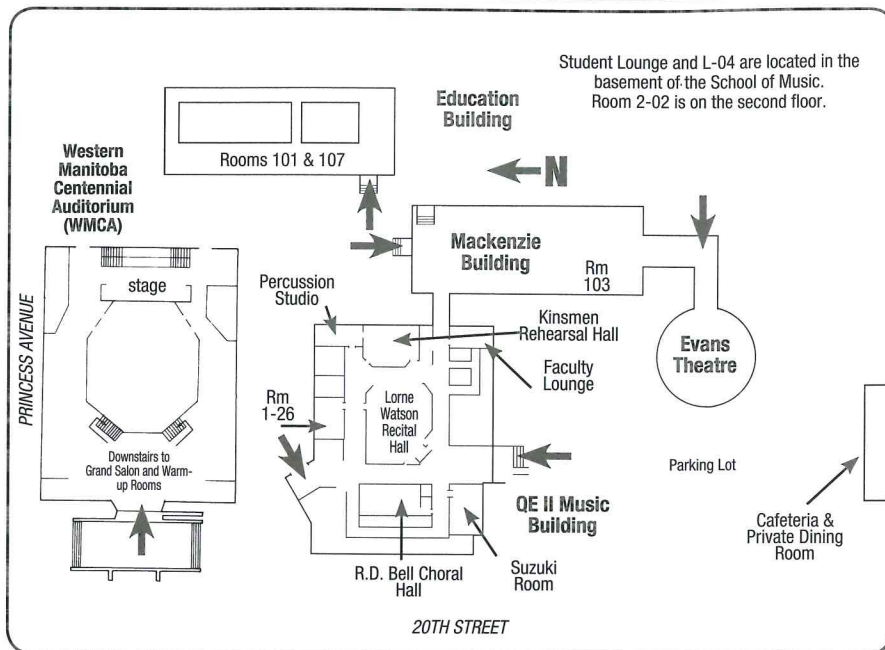 Student Lounge and L-04 are located in the
basement of the School of Music.
Room 2-02 is on the second floor.
Education
Building
Rooms 101 & 107
N
Western
Manitoba
Centennial
Auditorium
(WMCA)
Mackenzie
Building
Rm
103
stage
Percussion
Studio
Kinsmen
Rehearsal Hall
Evans
Theatre
Faculty
Lounge
PRINCESS AVENUE
Rm
1-26
Lorne
Watson
Recital
Hall
Downstairs to
Grand Salon and Warm-
up Rooms
Parking Lot
QE II Music
Building
Cafeteria &
Private Dining
Room
R.D. Bell Choral
Hall
Suzuki
Room
20TH STREET